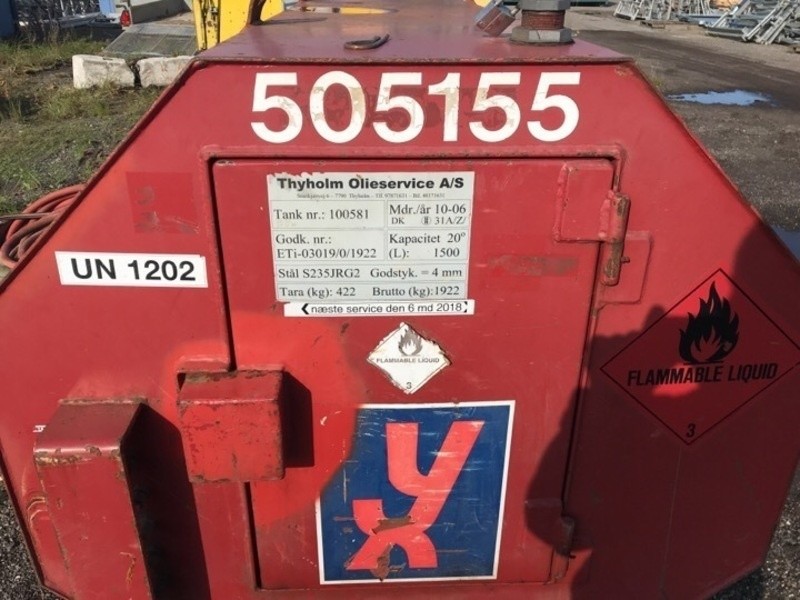 505155
Thyholm Olieservice A/S
Tank nr.: 100581
Mdr./år 10-06
DK 31A/Z/
Godk. nr.:
ETi-03019/0/1922
Kapacitet 20°
(L): 1500
Stål S235JRG2 Godstyk. = 4 mm
Tara (kg): 422
Brutto (kg):1922
næste service den 6 md 2018
UN 1202
FLAMMABLE LIQUID
3
FLAMMABLE LIQUID
3
YX